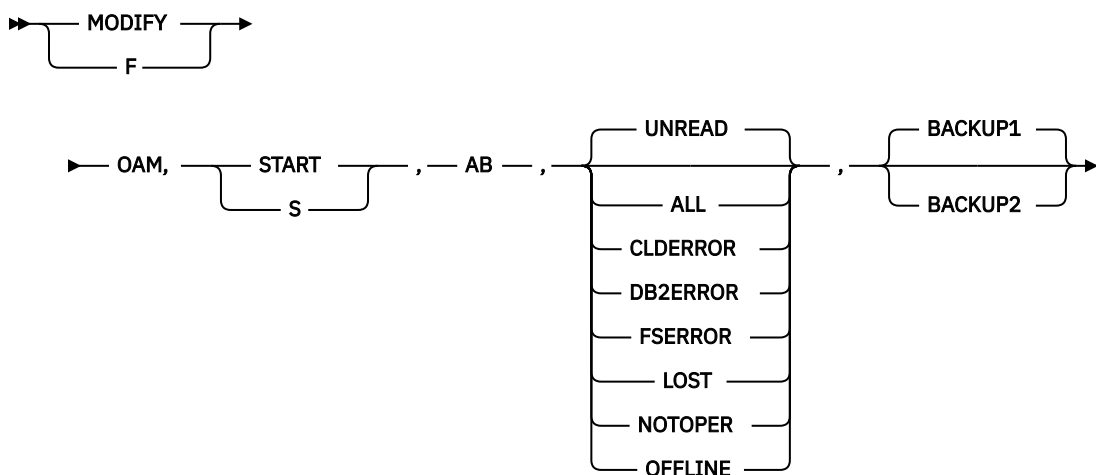 MODIFY
F
OAM, START , AB , UNREAD , BACKUP1
S ALL BACKUP2
CLDERROR
DB2ERROR
FSERROR
LOST
NOTOPER
OFFLINE